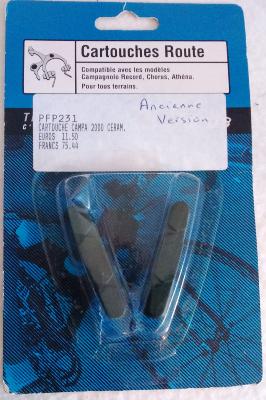 Cartouches Route
Compatible avec les modèles
Campagnolo Record, Chorus, Athéna.
Pour tous terrains.
Ancienne
Version
PFP231
CARTOUCHE CAMPA 2000 CERAM.
EUROS 11.50
FRANCS 75.44